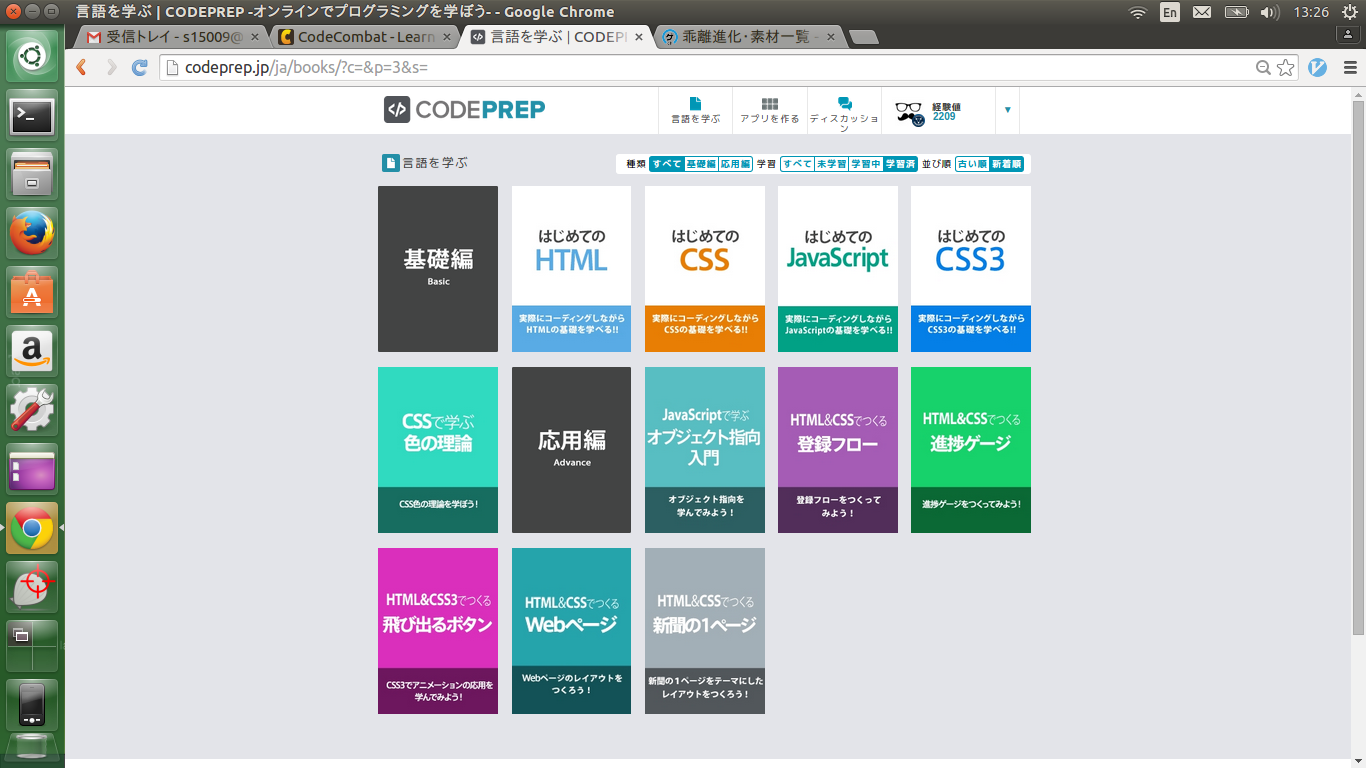 言語を学ぶ | CODEPREP -オンラインでプログラミングを学ぼう- - Google Chrome
En
13:26
受信トレイ - s15009@
CodeCombat - Learn
言語を学ぶ | CODEPI
乖離進化・素材一覧 -
codeprep.jp/ja/books/?c=&p=3&s=
CODEPREP
言語を学ぶ
アプリを作る
ディスカッション
経験値
2209
言語を学ぶ
種類 すべて 基礎編 応用編 学習 すべて 未学習 学習中 学習済 並び順 古い順 新着順
基礎編
Basic
はじめての
HTML
実際にコーディングしながら
HTMLの基礎を学べる!!
はじめての
CSS
実際にコーディングしながら
CSSの基礎を学べる!!
はじめての
JavaScript
実際にコーディングしながら
JavaScriptの基礎を学べる!!
はじめての
CSS3
実際にコーディングしながら
CSS3の基礎を学べる!!
CSSで学ぶ
色の理論
CSS色の理論を学ぼう!
応用編
Advance
JavaScriptで学ぶ
オブジェクト指向
入門
オブジェクト指向を
学んでみよう！
HTML&CSSでつくる
登録フロー
登録フローをつくって
みよう！
HTML&CSSでつくる
進捗ゲージ
進捗ゲージをつくってみよう!
HTML&CSS3でつくる
飛び出るボタン
CSS3でアニメーションの応用を
学んでみよう!
HTML&CSSでつくる
Webページ
Webページのレイアウトを
つくろう！
HTML&CSSでつくる
新聞の1ページ
新聞の1ページをテーマにした
レイアウトをつくろう！